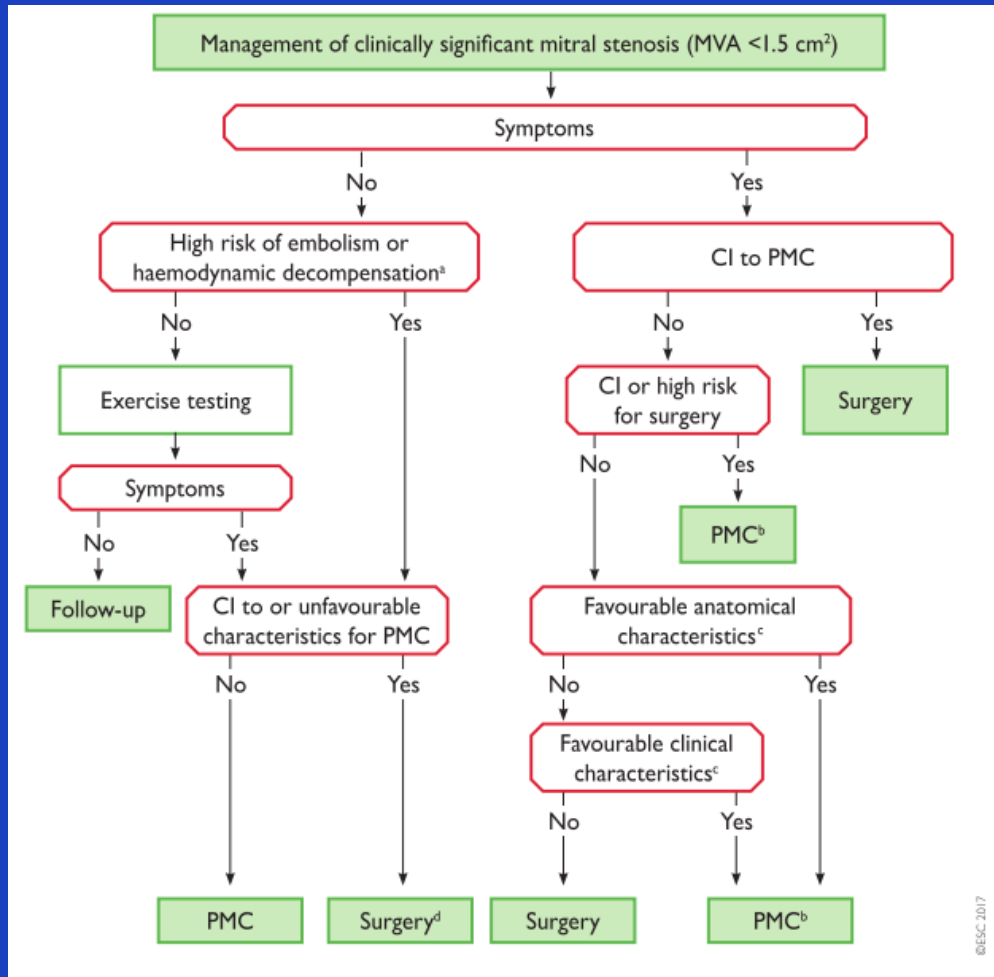 Management of clinically significant mitral stenosis (MVA <1.5 cm²)
Symptoms
No
Yes
High risk of embolism or
haemodynamic decompensationᵃ
CI to PMC
No
Yes
No
Yes
Exercise testing
CI or high risk
for surgery
Surgery
Symptoms
No
Yes
No
Yes
PMCᵇ
Follow-up
CI to or unfavourable
characteristics for PMC
Favourable anatomical
characteristicsᶜ
No
Yes
No
Yes
Favourable clinical
characteristicsᶜ
No
Yes
PMC
Surgeryᵈ
Surgery
PMCᵇ
©ESC 2017